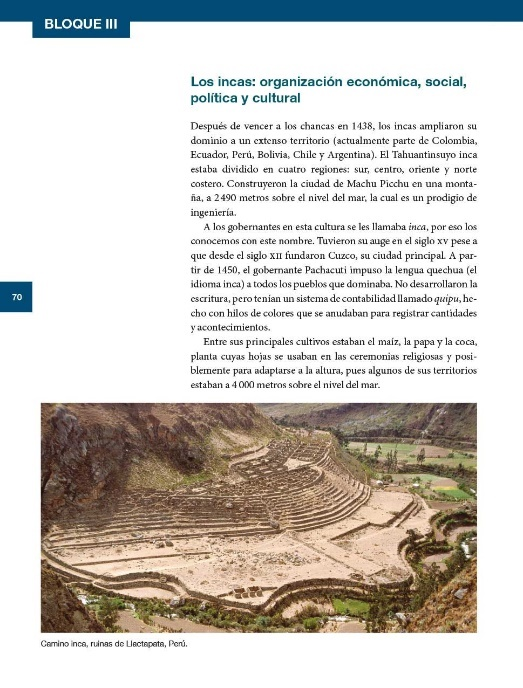 BLOQUE III
Los incas: organización económica, social,
política y cultural
Después de vencer a los chancas en 1438, los incas ampliaron su
dominio a un extenso territorio (actualmente parte de Colombia,
Ecuador, Perú, Bolivia, Chile y Argentina). El Tahuantinsuyo inca
estaba dividido en cuatro regiones: sur, centro, oriente y norte
costero. Construyeron la ciudad de Machu Picchu en una monta-
ña, a 2 490 metros sobre el nivel del mar, la cual es un prodigio de
ingeniería.
A los gobernantes en esta cultura se les llamaba inca, por eso los
conocemos con este nombre. Tuvieron su auge en el siglo XV pese a
que desde el siglo XII fundaron Cuzco, su ciudad principal. A par-
tir de 1450, el gobernante Pachacuti impuso la lengua quechua (el
idioma inca) a todos los pueblos que dominaba. No desarrollaron la
escritura, pero tenían un sistema de contabilidad llamado quipu, he-
cho con hilos de colores que se anudaban para registrar cantidades
y acontecimientos.
Entre sus principales cultivos estaban el maíz, la papa y la coca,
planta cuyas hojas se usaban en las ceremonias religiosas y posi-
blemente para adaptarse a la altura, pues algunos de sus territorios
estaban a 4 000 metros sobre el nivel del mar.
70
Camino inca, ruinas de Llactapata, Perú.